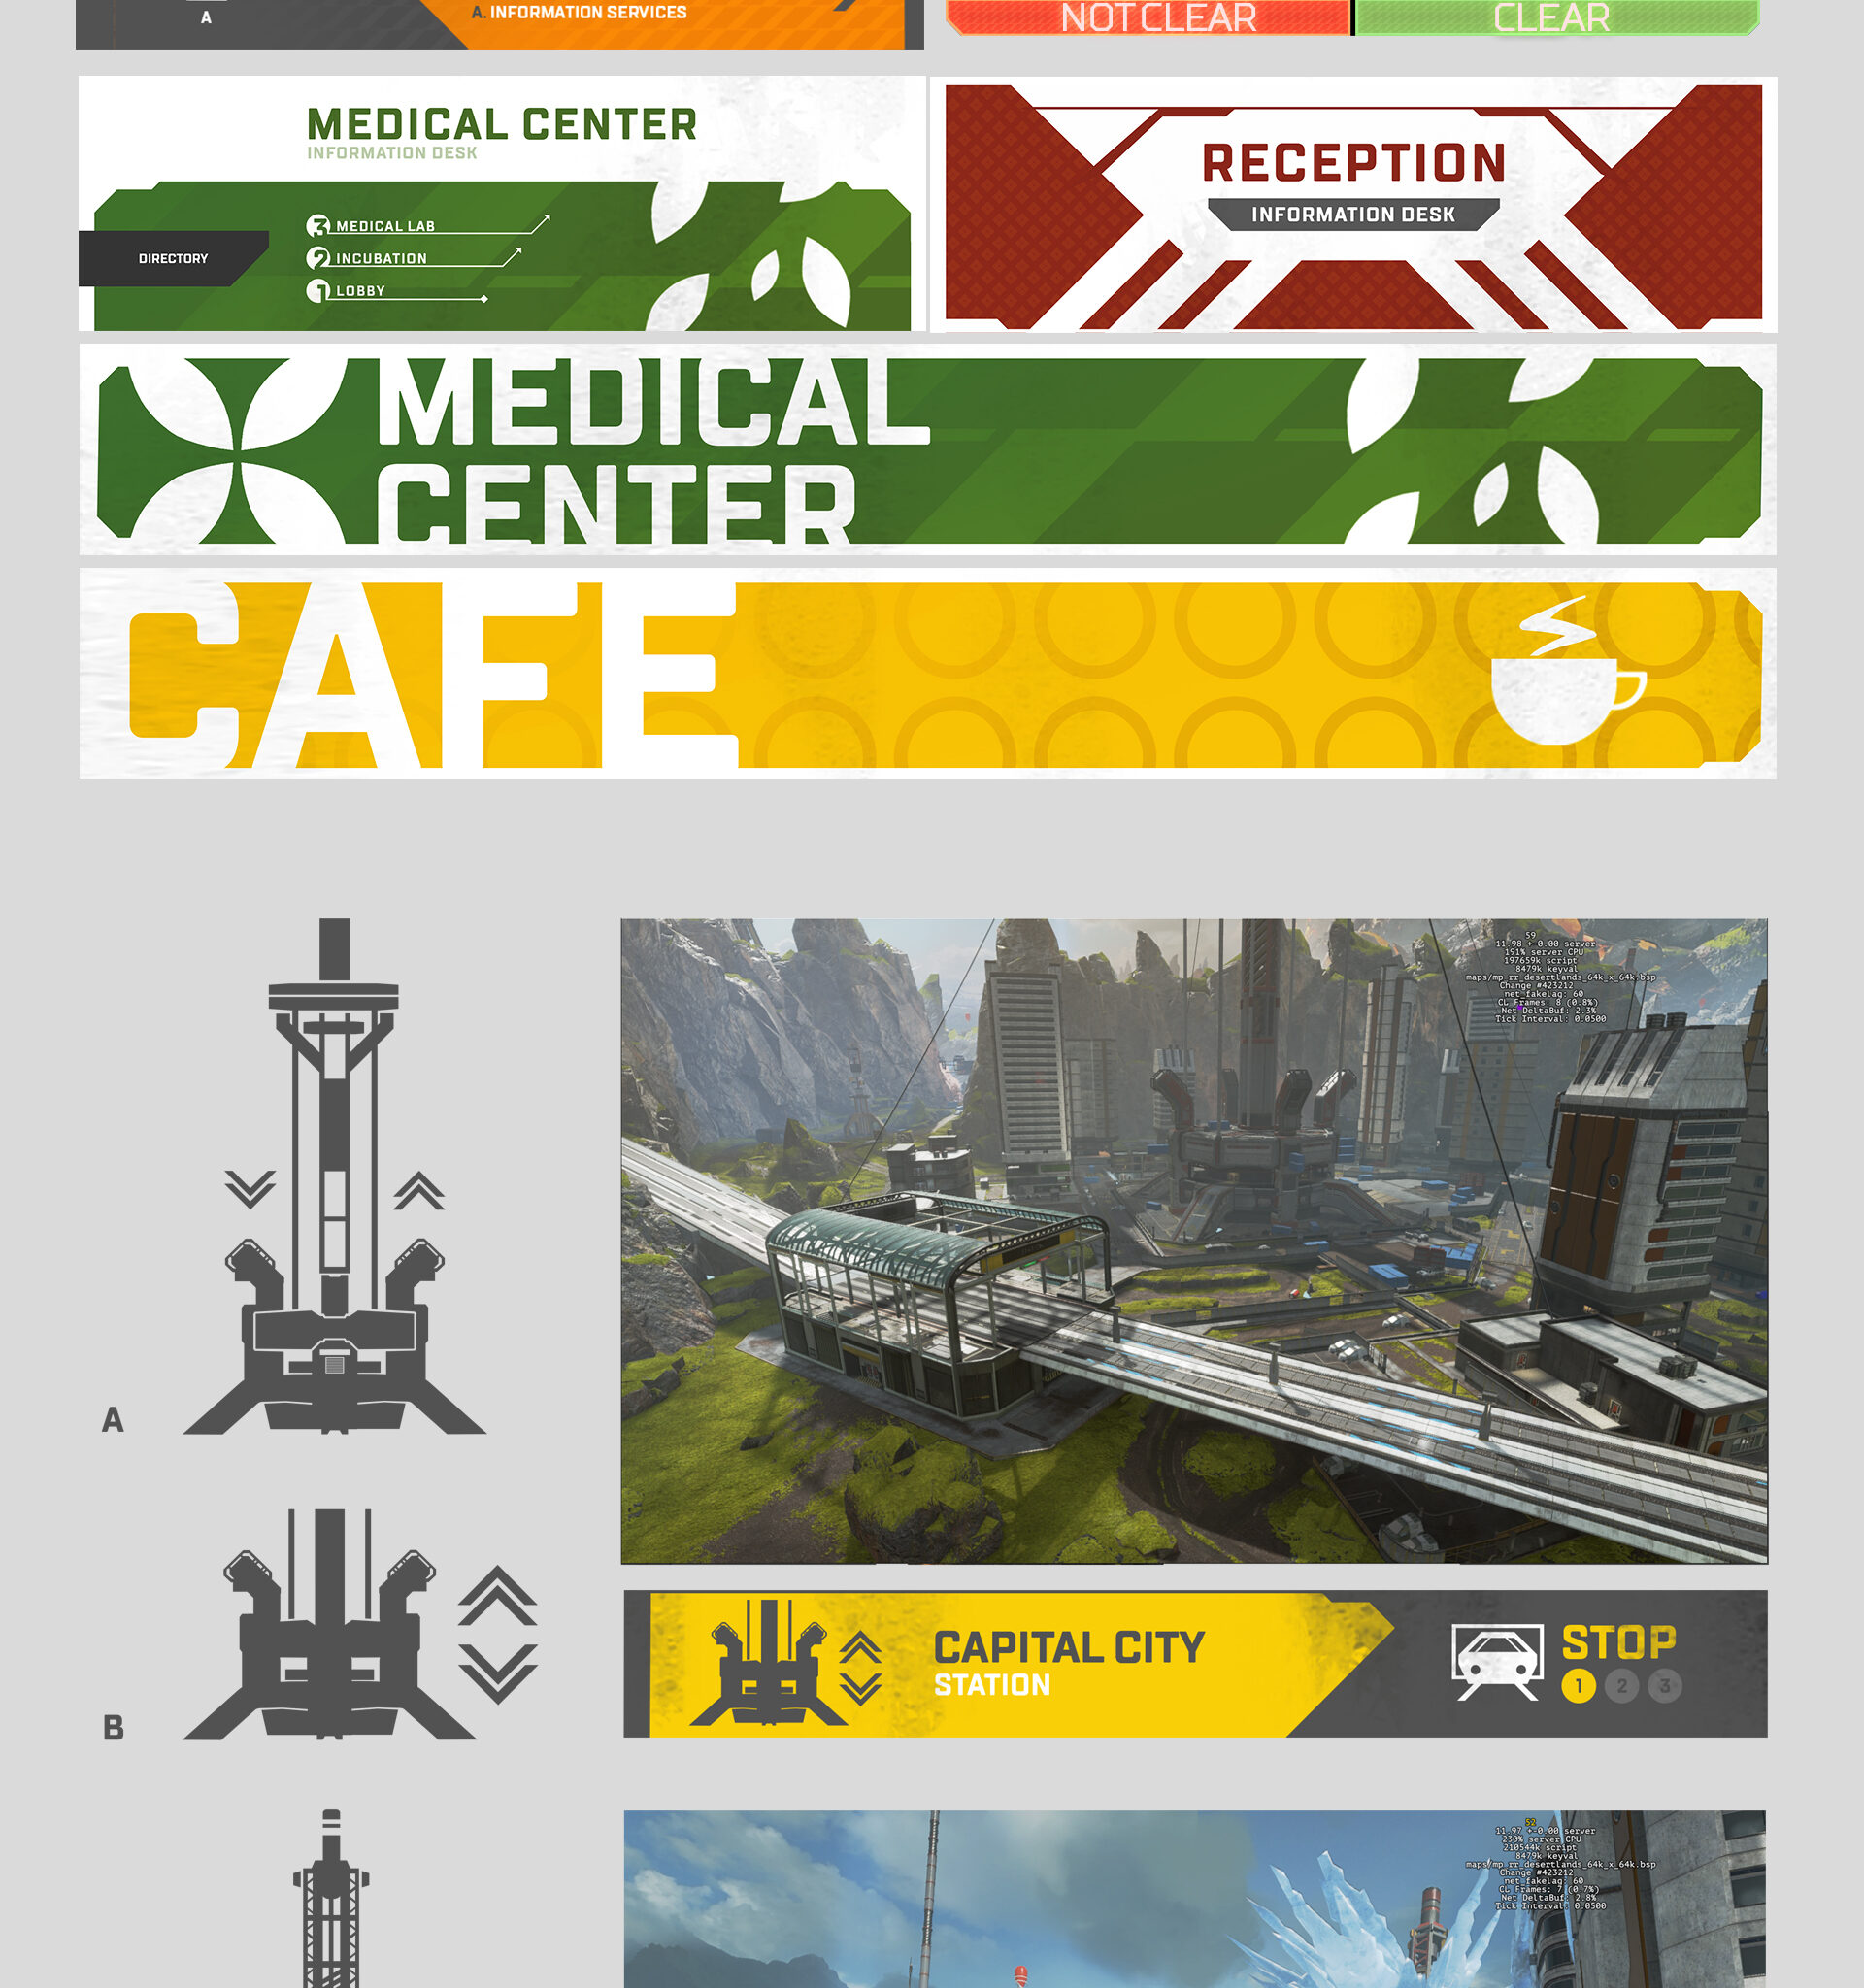 A
A. INFORMATION SERVICES
NOT CLEAR
CLEAR
MEDICAL CENTER
INFORMATION DESK
DIRECTORY
3 MEDICAL LAB
2 INCUBATION
1 LOBBY
RECEPTION
INFORMATION DESK
MEDICAL
CENTER
CAFE
59
11.98 +-0.00 server
191% server CPU
197659k script
8479k keyval
maps/mp_rr_desertlands_64k_x_64k.bsp
Change #423212
net_fakelag: 60
CL Frames: 8 (0.8%)
Net DeltaBuf: 2.3%
Tick Interval: 0.0500
A
B
CAPITAL CITY
STATION
STOP
1 2 3
52
11.97 +-0.00 server
230% server CPU
210544k script
8479k keyval
maps/mp_rr_desertlands_64k_x_64k.bsp
Change #423212
net_fakelag: 60
CL Frames: 7 (0.7%)
Net DeltaBuf: 2.8%
Tick Interval: 0.0500